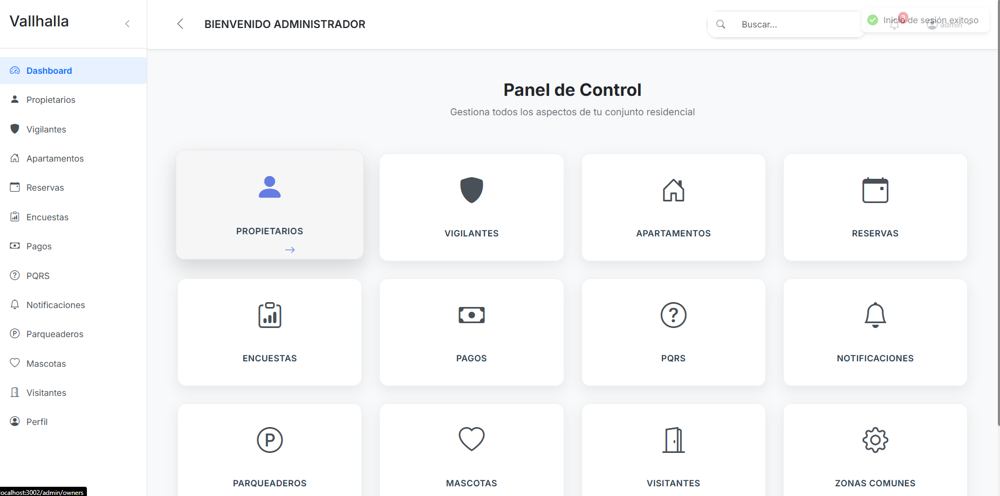 Vallhalla
BIENVENIDO ADMINISTRADOR
Buscar...
3
Inicio de sesión exitoso
admin
Dashboard
Propietarios
Vigilantes
Apartamentos
Reservas
Encuestas
Pagos
PQRS
Notificaciones
Parqueaderos
Mascotas
Visitantes
Perfil
Panel de Control
Gestiona todos los aspectos de tu conjunto residencial
PROPIETARIOS
VIGILANTES
APARTAMENTOS
RESERVAS
ENCUESTAS
PAGOS
?
PQRS
NOTIFICACIONES
P
PARQUEADEROS
MASCOTAS
VISITANTES
ZONAS COMUNES
ocalhost:3002/admin/owners